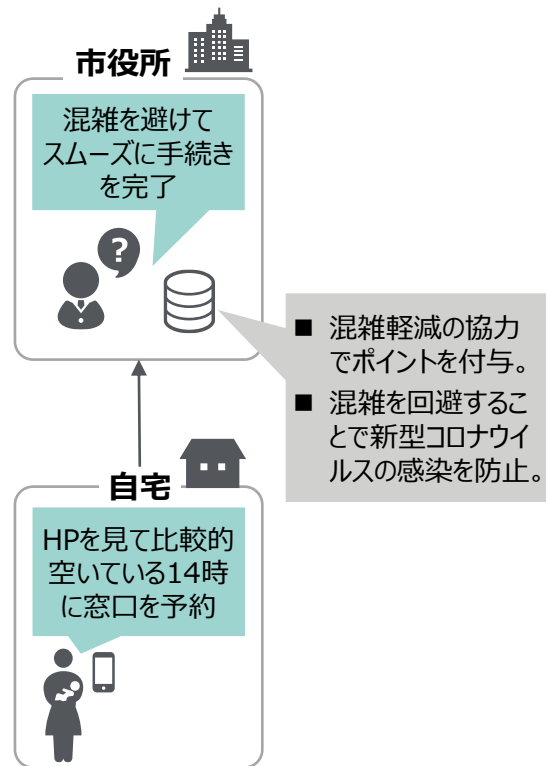 市役所
混雑を避けて
スムーズに手続き
を完了
?
■ 混雑軽減の協力
でポイントを付与。
■ 混雑を回避するこ
とで新型コロナウイ
ルスの感染を防止。
自宅
HPを見て比較的
空いている14時
に窓口を予約